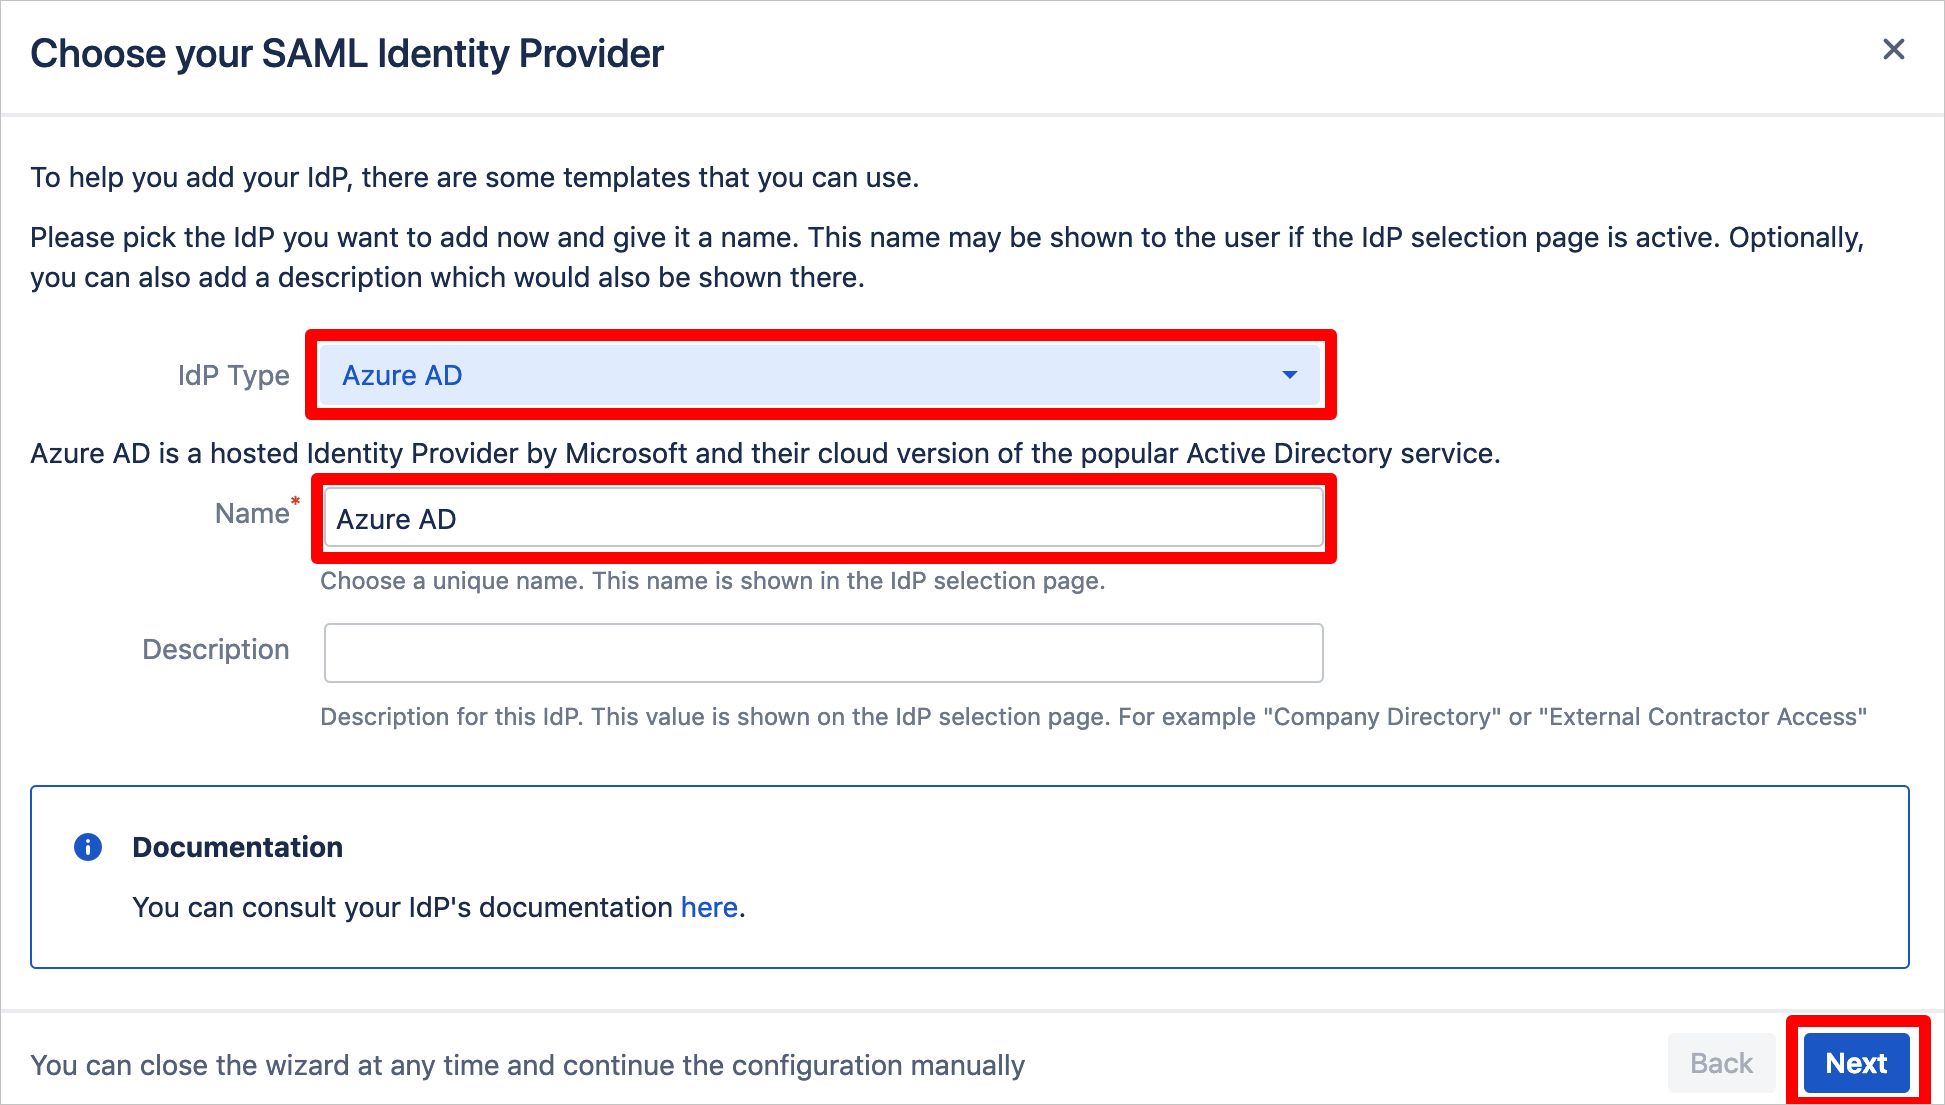 Choose your SAML Identity Provider
To help you add your IdP, there are some templates that you can use.
Please pick the IdP you want to add now and give it a name. This name may be shown to the user if the IdP selection page is active. Optionally,
you can also add a description which would also be shown there.
IdP Type
Azure AD
Azure AD is a hosted Identity Provider by Microsoft and their cloud version of the popular Active Directory service.
Name*
Azure AD
Choose a unique name. This name is shown in the IdP selection page.
Description
Description for this IdP. This value is shown on the IdP selection page. For example "Company Directory" or "External Contractor Access"
Documentation
You can consult your IdP's documentation here.
You can close the wizard at any time and continue the configuration manually
Back
Next